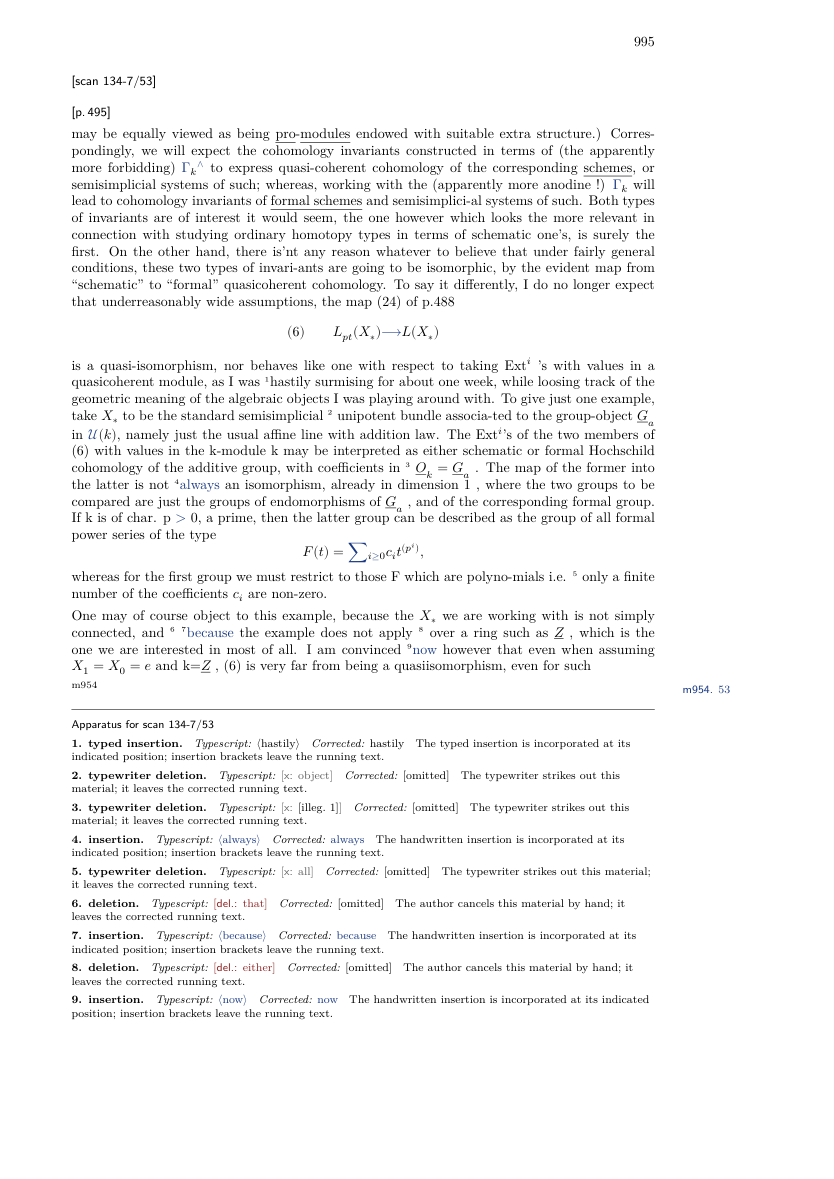 995
[scan 134-7/53]
[p. 495]
may be equally viewed as being pro-modules endowed with suitable extra structure.) Corres-
pondingly, we will expect the cohomology invariants constructed in terms of (the apparently
more forbidding) Γₖ^ to express quasi-coherent cohomology of the corresponding schemes, or
semisimplicial systems of such; whereas, working with the (apparently more anodine !) Γₖ will
lead to cohomology invariants of formal schemes and semisimplici-al systems of such. Both types
of invariants are of interest it would seem, the one however which looks the more relevant in
connection with studying ordinary homotopy types in terms of schematic one's, is surely the
first. On the other hand, there is'nt any reason whatever to believe that under fairly general
conditions, these two types of invari-ants are going to be isomorphic, by the evident map from
“schematic” to “formal” quasicoherent cohomology. To say it differently, I do no longer expect
that underreasonably wide assumptions, the map (24) of p.488
(6) L_pt(X_*)⟶L(X_*)
is a quasi-isomorphism, nor behaves like one with respect to taking Extⁱ 's with values in a
quasicoherent module, as I was ¹hastily surmising for about one week, while loosing track of the
geometric meaning of the algebraic objects I was playing around with. To give just one example,
take X_* to be the standard semisimplicial ² unipotent bundle associa-ted to the group-object G_a
in 𝒰(k), namely just the usual affine line with addition law. The Extⁱ's of the two members of
(6) with values in the k-module k may be interpreted as either schematic or formal Hochschild
cohomology of the additive group, with coefficients in ³ O_k = G_a . The map of the former into
the latter is not ⁴always an isomorphism, already in dimension 1 , where the two groups to be
compared are just the groups of endomorphisms of G_a , and of the corresponding formal group.
If k is of char. p > 0, a prime, then the latter group can be described as the group of all formal
power series of the type
F(t) = ∑_{i≥0} c_i t^{(p^i)},
whereas for the first group we must restrict to those F which are polyno-mials i.e. ⁵ only a finite
number of the coefficients c_i are non-zero.
One may of course object to this example, because the X_* we are working with is not simply
connected, and ⁶ ⁷because the example does not apply ⁸ over a ring such as Z , which is the
one we are interested in most of all. I am convinced ⁹now however that even when assuming
X₁ = X₀ = e and k=Z , (6) is very far from being a quasiisomorphism, even for such
m954
m954. 53
Apparatus for scan 134-7/53
1. typed insertion. Typescript: ⟨hastily⟩ Corrected: hastily The typed insertion is incorporated at its
indicated position; insertion brackets leave the running text.
2. typewriter deletion. Typescript: [x: object] Corrected: [omitted] The typewriter strikes out this
material; it leaves the corrected running text.
3. typewriter deletion. Typescript: [x: [illeg. 1]] Corrected: [omitted] The typewriter strikes out this
material; it leaves the corrected running text.
4. insertion. Typescript: ⟨always⟩ Corrected: always The handwritten insertion is incorporated at its
indicated position; insertion brackets leave the running text.
5. typewriter deletion. Typescript: [x: all] Corrected: [omitted] The typewriter strikes out this material;
it leaves the corrected running text.
6. deletion. Typescript: [del.: that] Corrected: [omitted] The author cancels this material by hand; it
leaves the corrected running text.
7. insertion. Typescript: ⟨because⟩ Corrected: because The handwritten insertion is incorporated at its
indicated position; insertion brackets leave the running text.
8. deletion. Typescript: [del.: either] Corrected: [omitted] The author cancels this material by hand; it
leaves the corrected running text.
9. insertion. Typescript: ⟨now⟩ Corrected: now The handwritten insertion is incorporated at its indicated
position; insertion brackets leave the running text.